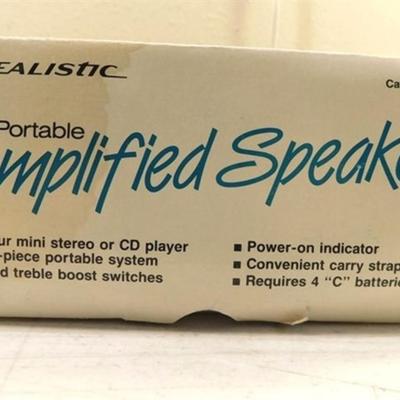 EALISTIC
Ca
Portable
mplified Speake
ur mini stereo or CD player
-piece portable system
d treble boost switches
▪ Power-on indicator
▪ Convenient carry strap
▪ Requires 4 "C" batterie